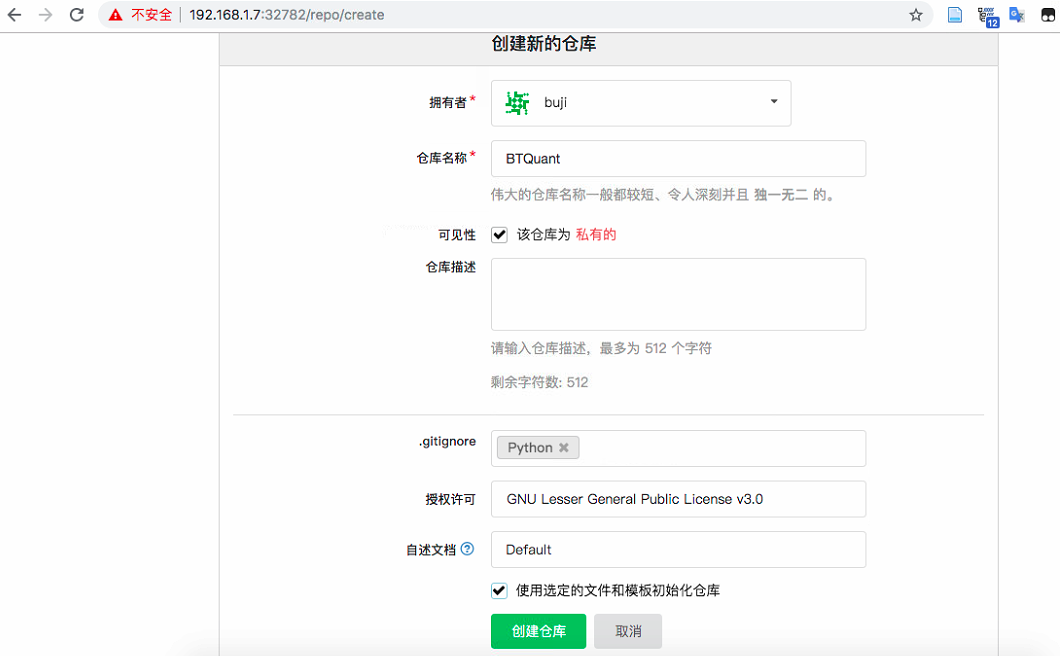 不安全 192.168.1.7:32782/repo/create
12
创建新的仓库
拥有者* buji
仓库名称* BTQuant
伟大的仓库名称一般都较短、令人深刻并且 独一无二 的。
可见性 该仓库为 私有的
仓库描述
请输入仓库描述，最多为 512 个字符
剩余字符数: 512
.gitignore Python
授权许可 GNU Lesser General Public License v3.0
自述文档 Default
使用选定的文件和模板初始化仓库
创建仓库 取消